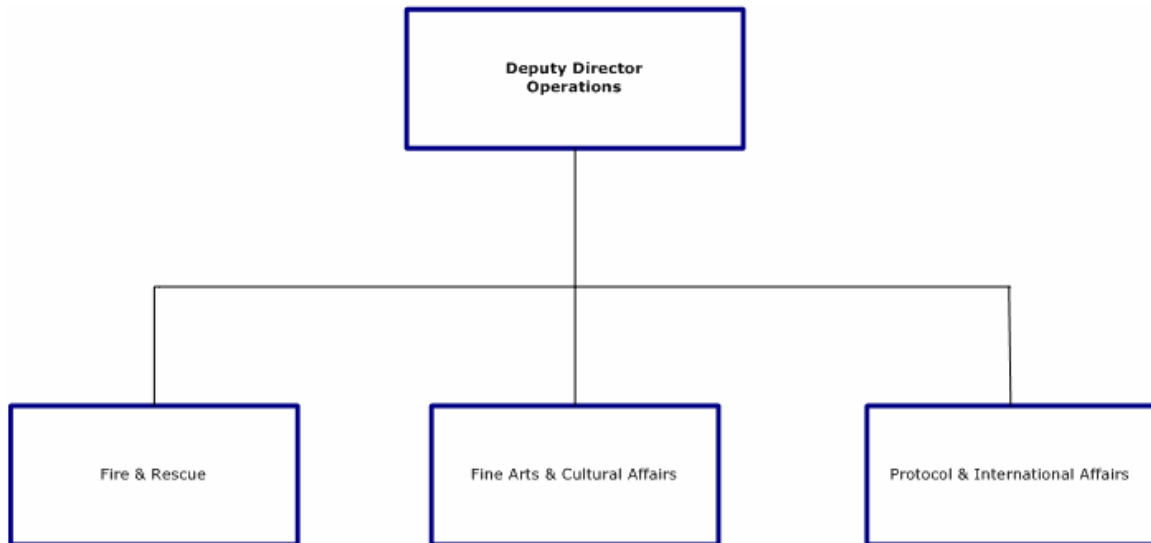 Deputy Director
Operations
Fire & Rescue
Fine Arts & Cultural Affairs
Protocol & International Affairs